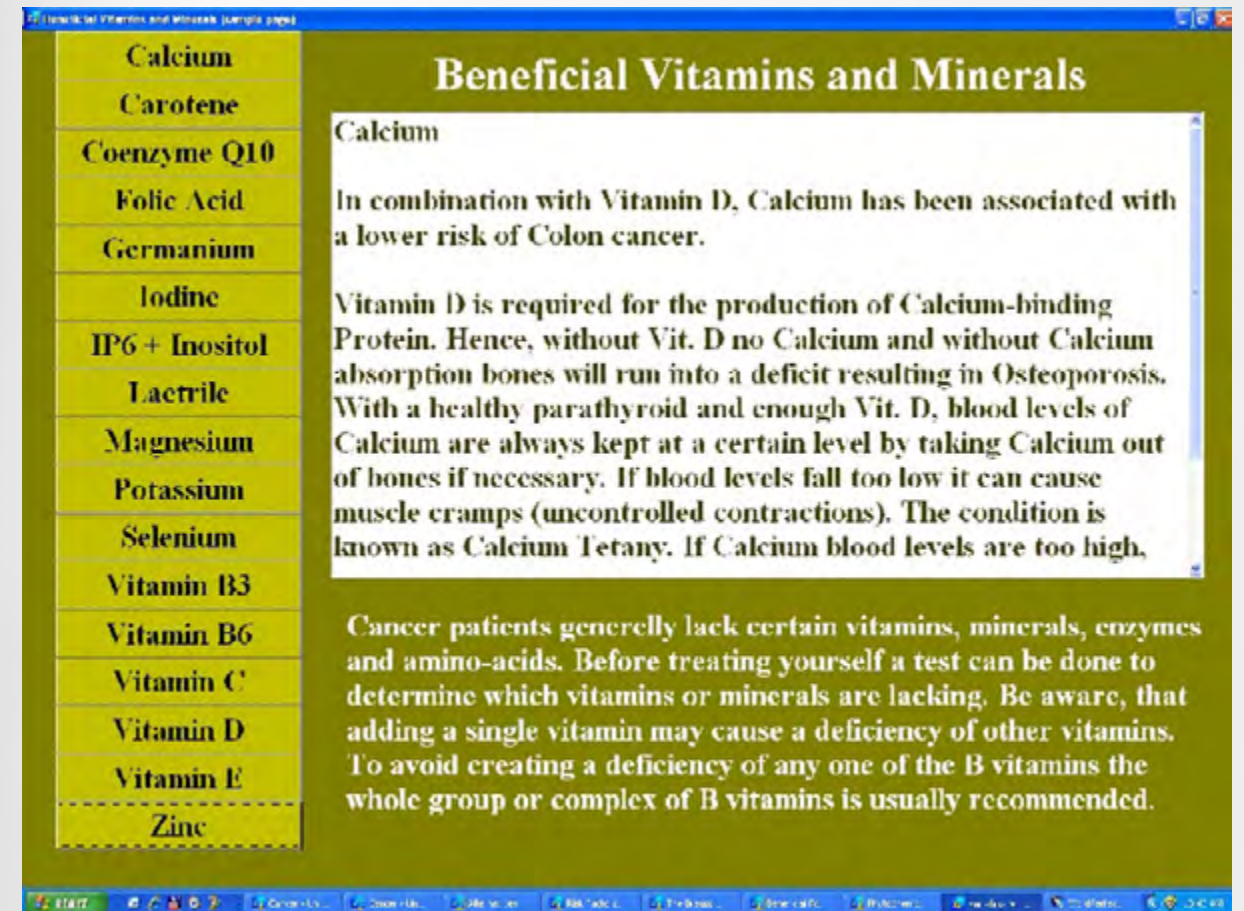 Beneficial Vitamins and Minerals (sample page)
Calcium
Carotene
Coenzyme Q10
Folic Acid
Germanium
Iodine
IP6 + Inositol
Laetrile
Magnesium
Potassium
Selenium
Vitamin B3
Vitamin B6
Vitamin C
Vitamin D
Vitamin E
Zinc
Beneficial Vitamins and Minerals
Calcium
In combination with Vitamin D, Calcium has been associated with
a lower risk of Colon cancer.
Vitamin D is required for the production of Calcium-binding
Protein. Hence, without Vit. D no Calcium and without Calcium
absorption bones will run into a deficit resulting in Osteoporosis.
With a healthy parathyroid and enough Vit. D, blood levels of
Calcium are always kept at a certain level by taking Calcium out
of bones if necessary. If blood levels fall too low it can cause
muscle cramps (uncontrolled contractions). The condition is
known as Calcium Tetany. If Calcium blood levels are too high,
Cancer patients generelly lack certain vitamins, minerals, enzymes
and amino-acids. Before treating yourself a test can be done to
determine which vitamins or minerals are lacking. Be aware, that
adding a single vitamin may cause a deficiency of other vitamins.
To avoid creating a deficiency of any one of the B vitamins the
whole group or complex of B vitamins is usually recommended.
START